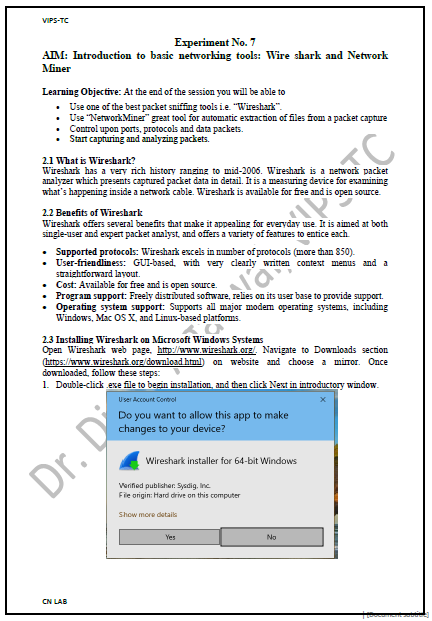 VIPS-TC
Experiment No. 7
AIM: Introduction to basic networking tools: Wire shark and Network
Miner
Learning Objective: At the end of the session you will be able to
• Use one of the best packet sniffing tools i.e. “Wireshark”.
• Use “NetworkMiner” great tool for automatic extraction of files from a packet capture
• Control upon ports, protocols and data packets.
• Start capturing and analyzing packets.
2.1 What is Wireshark?
Wireshark has a very rich history ranging to mid-2006. Wireshark is a network packet
analyzer which presents captured packet data in detail. It is a measuring device for examining
what’s happening inside a network cable. Wireshark is available for free and is open source.
2.2 Benefits of Wireshark
Wireshark offers several benefits that make it appealing for everyday use. It is aimed at both
single-user and expert packet analyst, and offers a variety of features to entice each.
• Supported protocols: Wireshark excels in number of protocols (more than 850).
• User-friendliness: GUI-based, with very clearly written context menus and a
straightforward layout.
• Cost: Available for free and is open source.
• Program support: Freely distributed software, relies on its user base to provide support.
• Operating system support: Supports all major modern operating systems, including
Windows, Mac OS X, and Linux-based platforms.
2.3 Installing Wireshark on Microsoft Windows Systems
Open Wireshark web page, http://www.wireshark.org/, Navigate to Downloads section
(https://www.wireshark.org/download.html) on website and choose a mirror. Once
downloaded, follow these steps:
1. Double-click .exe file to begin installation, and then click Next in introductory window.
User Account Control
Do you want to allow this app to make
changes to your device?
Wireshark installer for 64-bit Windows
Verified publisher: Sysdig, Inc.
File origin: Hard drive on this computer
Show more details
Yes
No
CN LAB
[Document subtitle]
Dr.
VIPS-TC